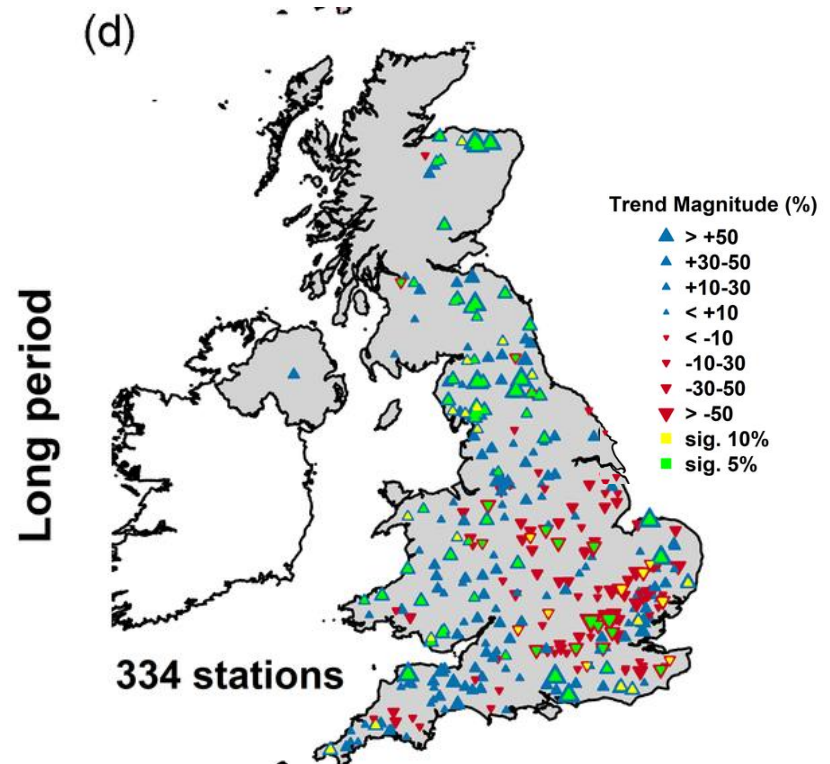 (d)
Long period
334 stations
Trend Magnitude (%)
> +50
+30-50
+10-30
< +10
< -10
-10-30
-30-50
> -50
sig. 10%
sig. 5%